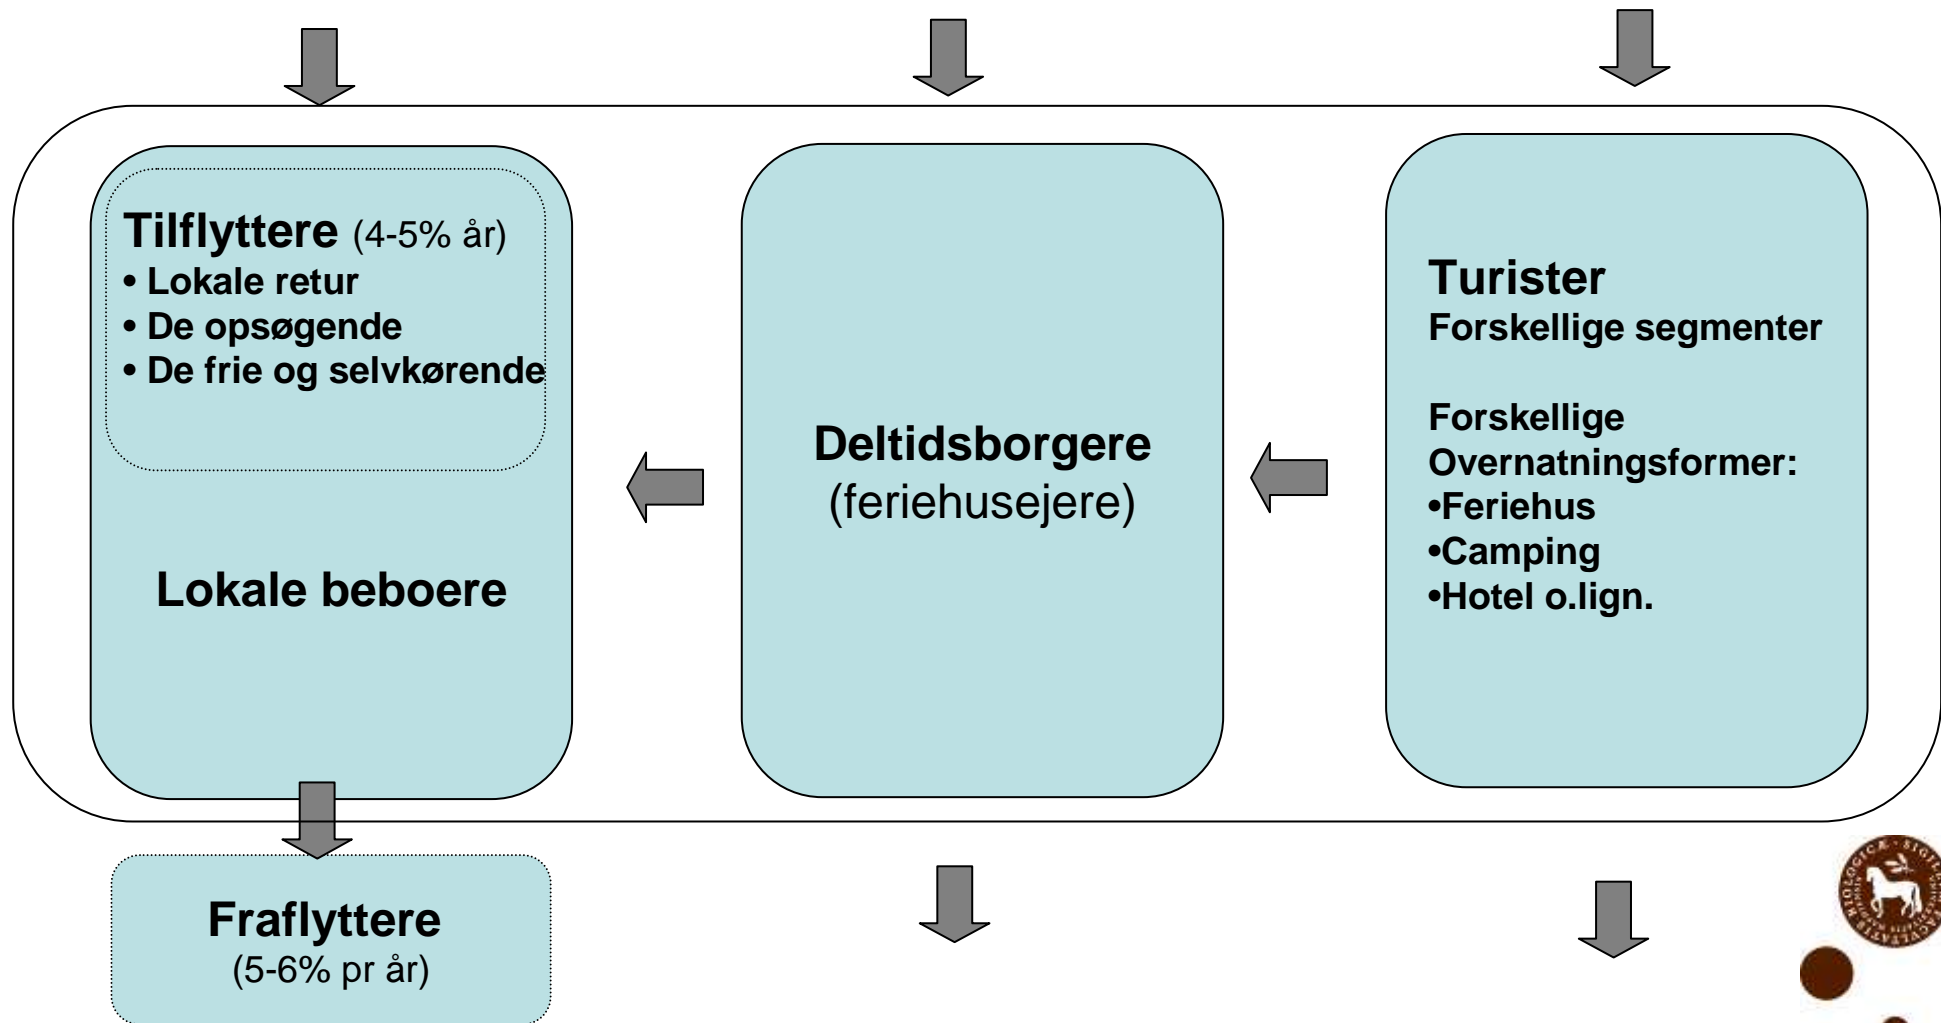 Tilflyttere (4-5% år)
• Lokale retur
• De opsøgende
• De frie og selvkørende
Lokale beboere
Deltidsborgere
(feriehusejere)
Turister
Forskellige segmenter
Forskellige
Overnatningsformer:
•Feriehus
•Camping
•Hotel o.lign.
Fraflyttere
(5-6% pr år)